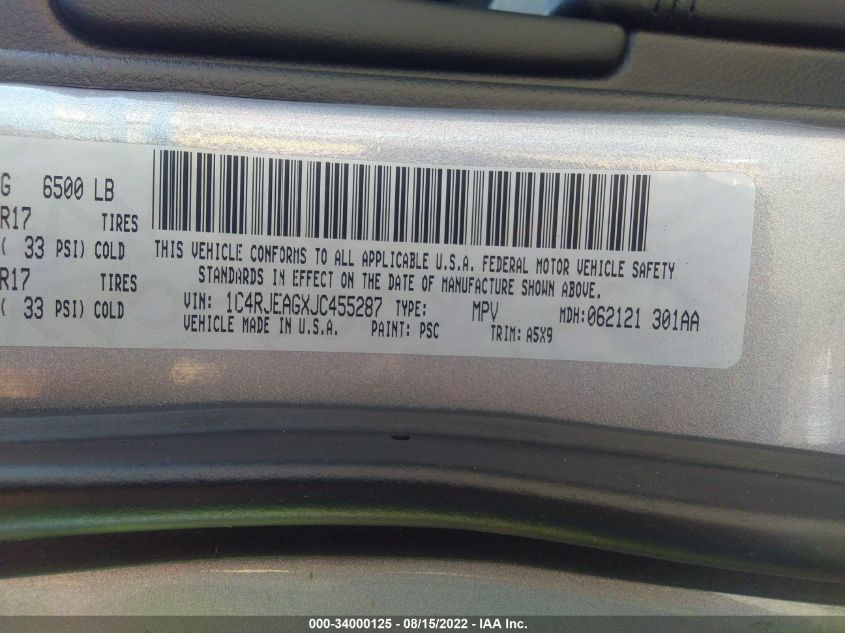 G 6500 LB
R17 TIRES
( 33 PSI) COLD
R17 TIRES
( 33 PSI) COLD
THIS VEHICLE CONFORMS TO ALL APPLICABLE U.S.A. FEDERAL MOTOR VEHICLE SAFETY
STANDARDS IN EFFECT ON THE DATE OF MANUFACTURE SHOWN ABOVE.
VIN: 1C4RJEAGXJC455287 TYPE: MPV MDH:062121 301AA
VEHICLE MADE IN U.S.A. PAINT: PSC TRIM: A5X9
000-34000125 - 08/15/2022 - IAA Inc.